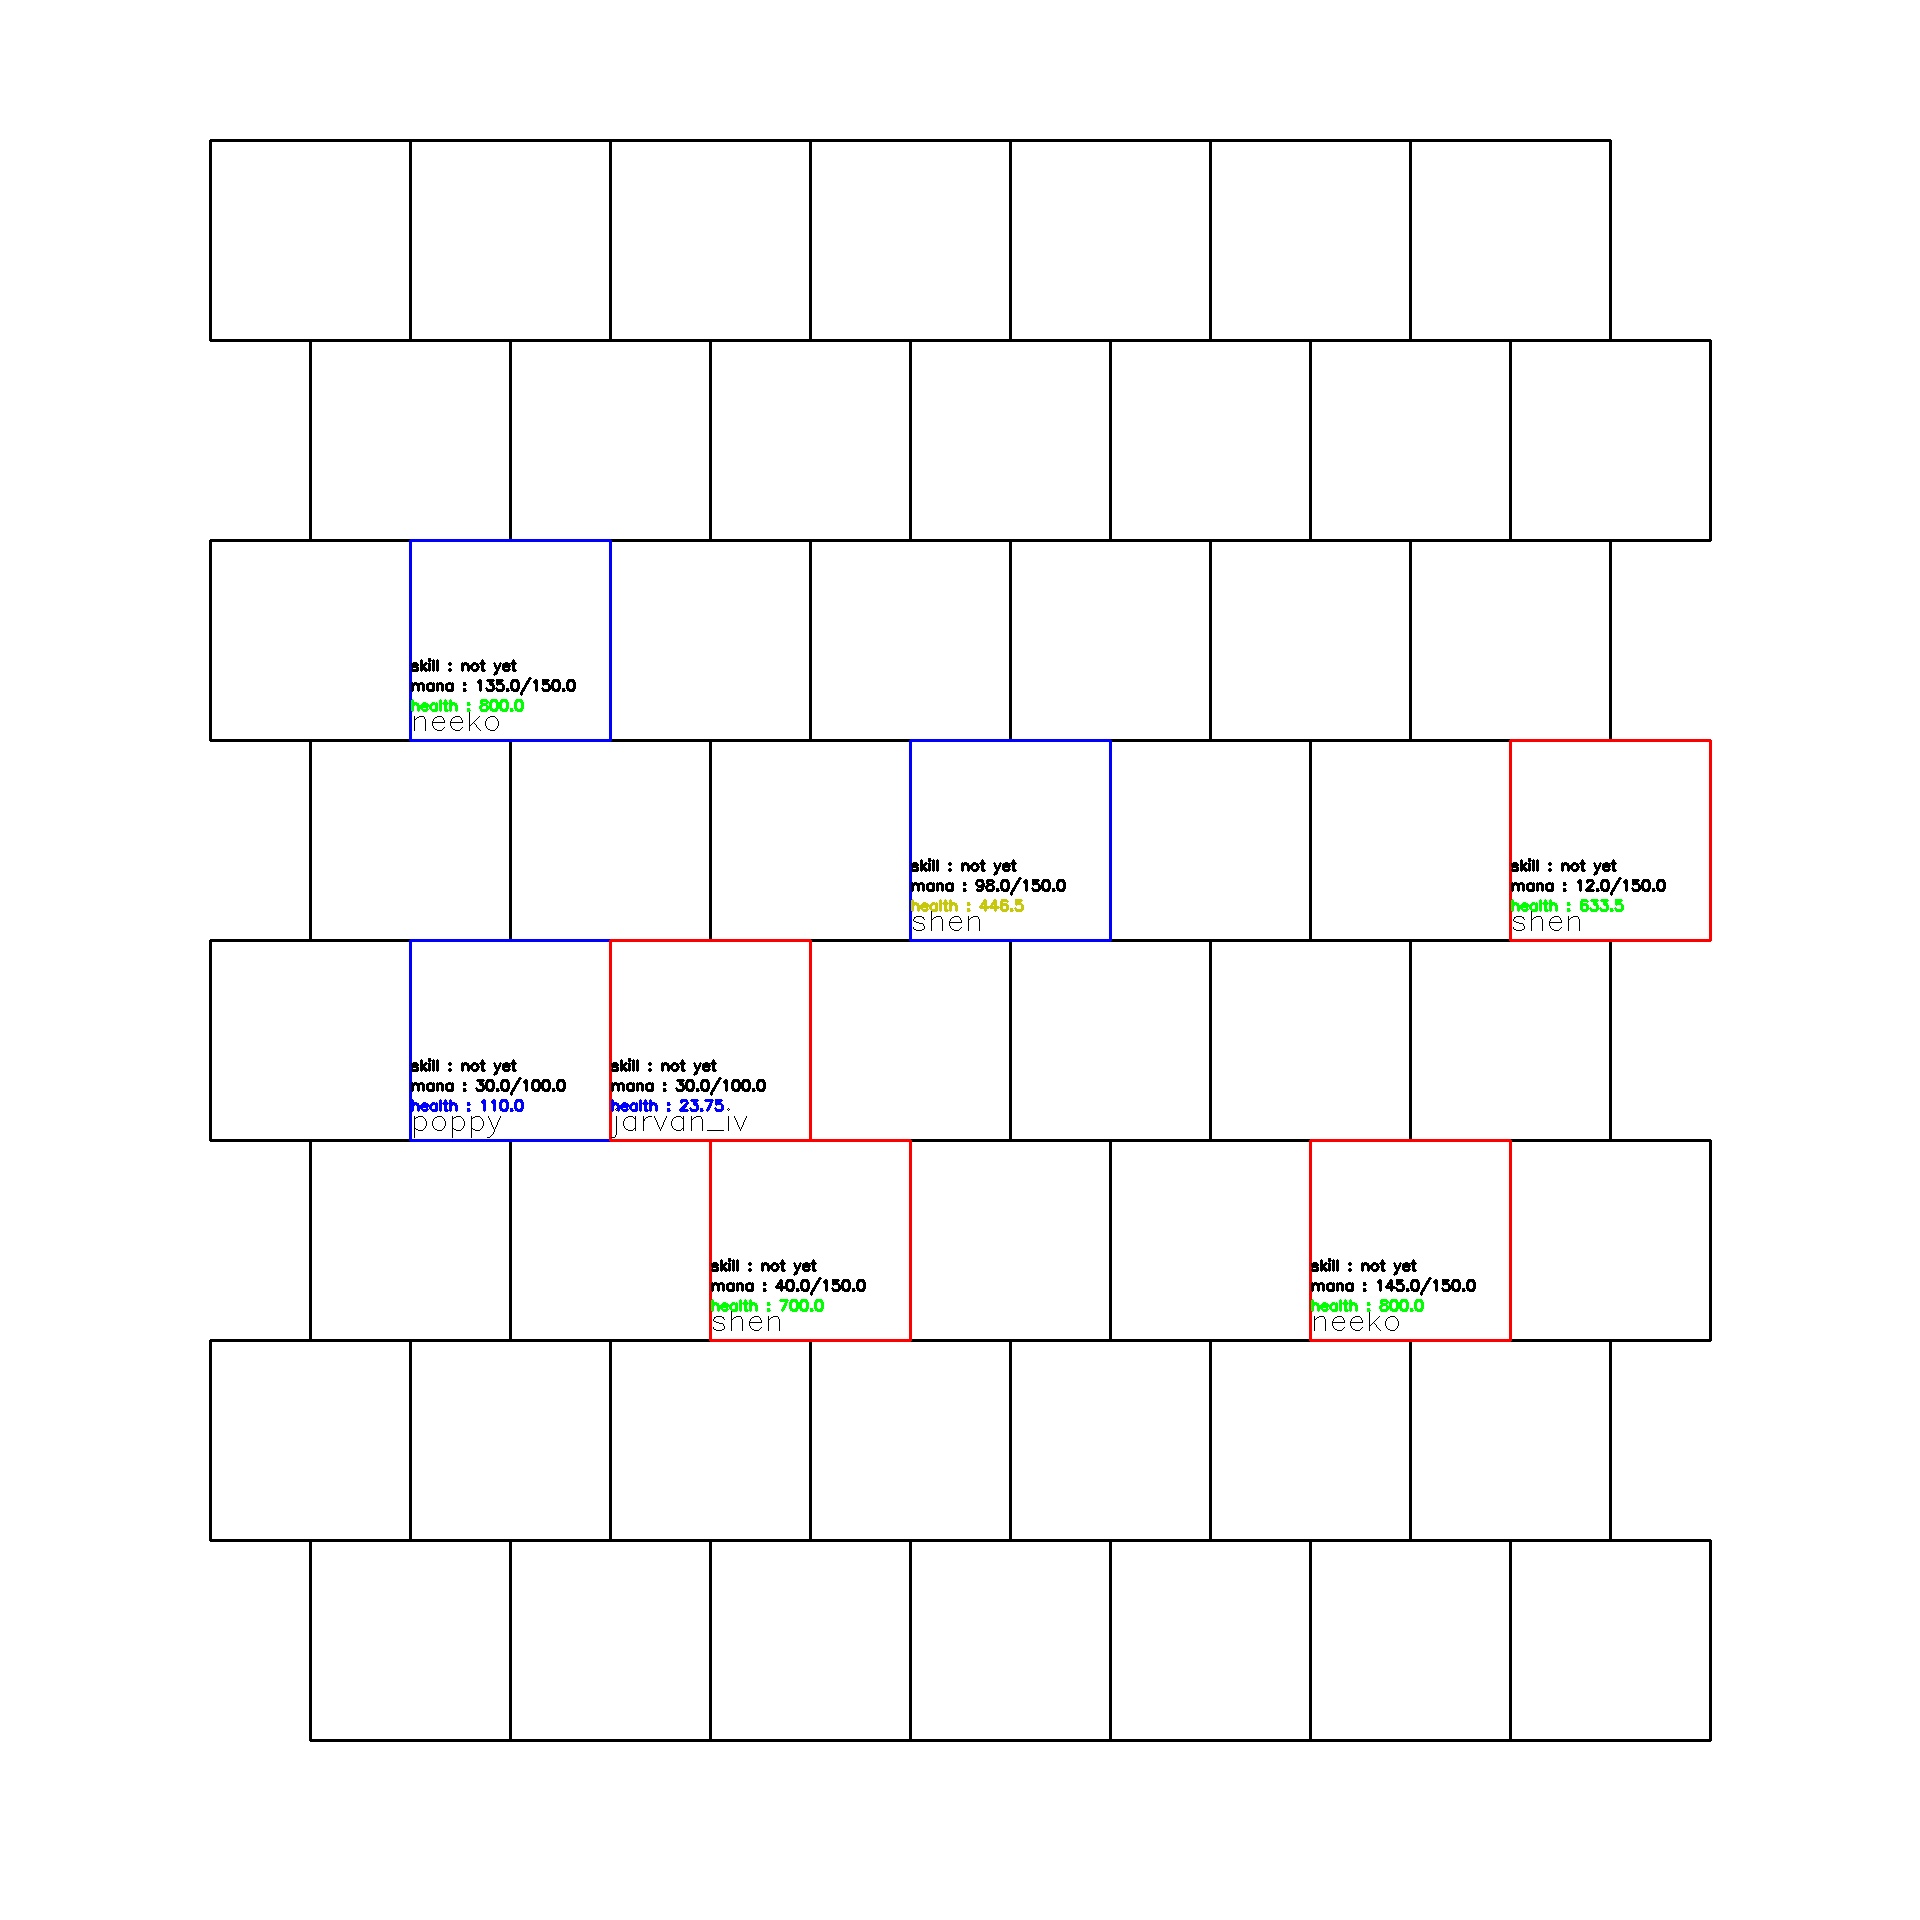 skill : not yet
mana : 135.0/150.0
health : 800.0
neeko
skill : not yet
mana : 98.0/150.0
health : 446.5
shen
skill : not yet
mana : 12.0/150.0
health : 633.5
shen
skill : not yet
mana : 30.0/100.0
health : 110.0
poppy
skill : not yet
mana : 30.0/100.0
health : 23.75
jarvan_iv
skill : not yet
mana : 40.0/150.0
health : 700.0
shen
skill : not yet
mana : 145.0/150.0
health : 800.0
neeko